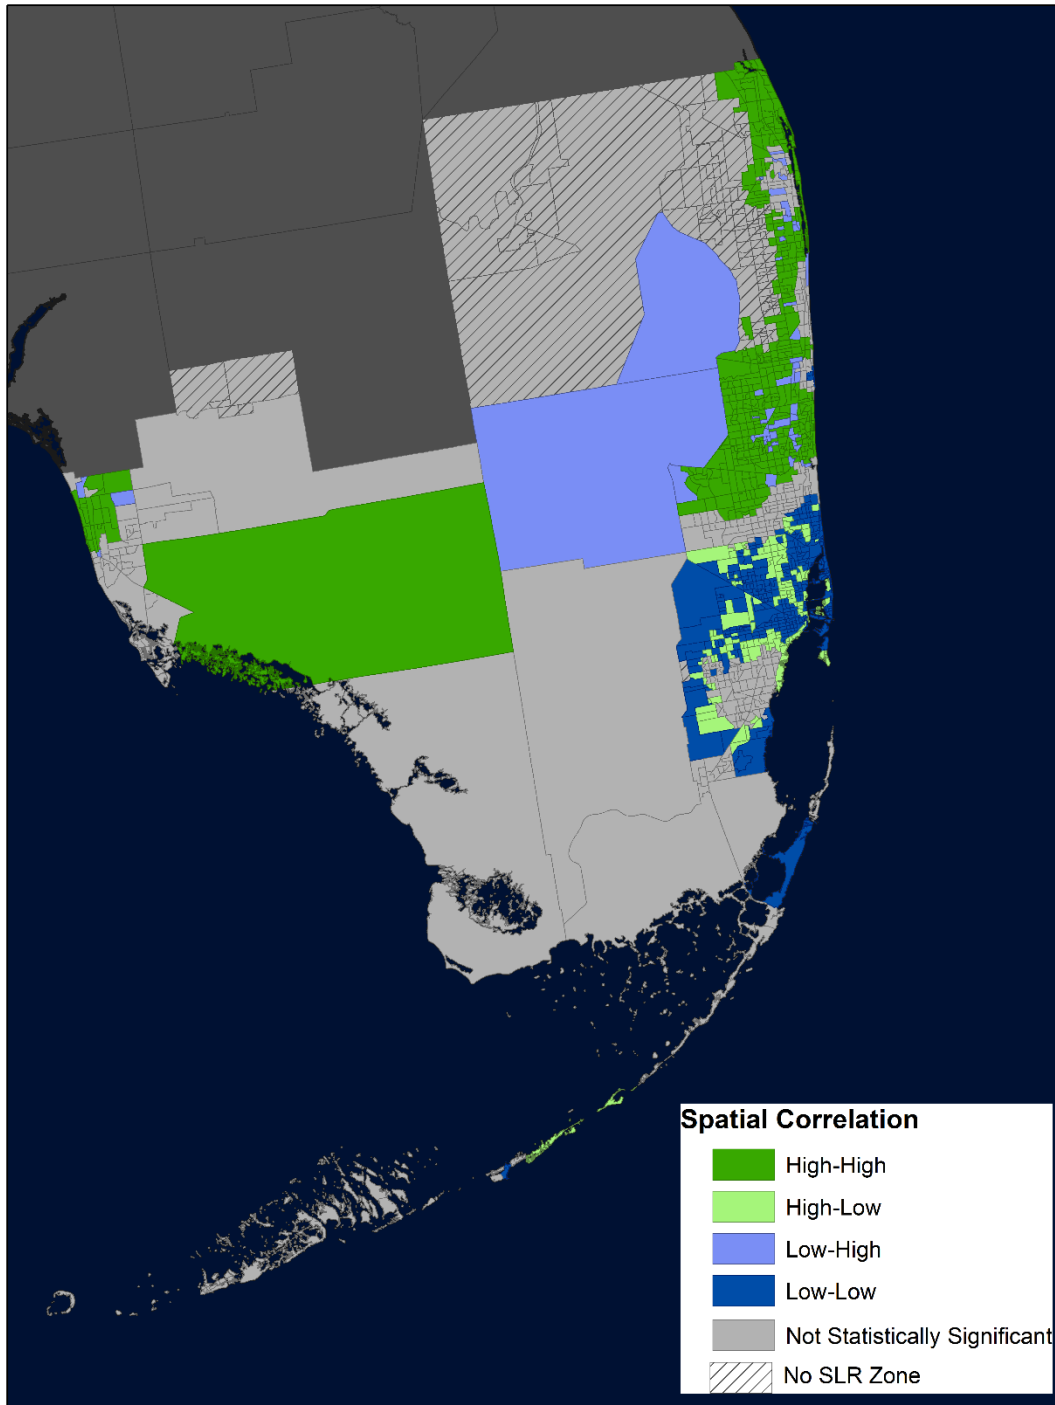 Spatial Correlation
High-High
High-Low
Low-High
Low-Low
Not Statistically Significant
No SLR Zone